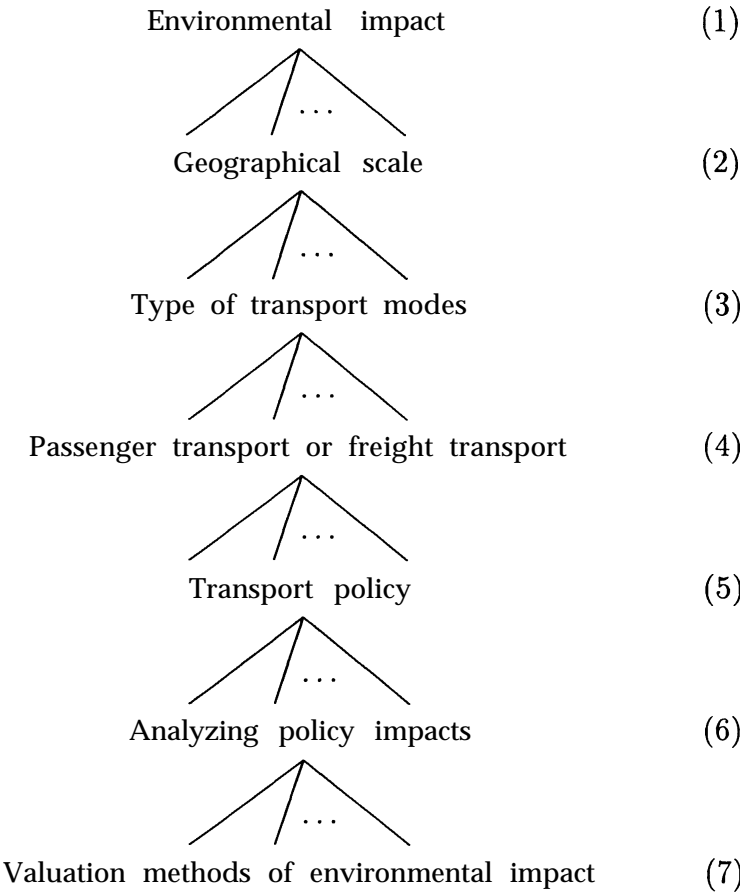 Environmental impact (1)
...
Geographical scale (2)
...
Type of transport modes (3)
...
Passenger transport or freight transport (4)
...
Transport policy (5)
...
Analyzing policy impacts (6)
...
Valuation methods of environmental impact (7)